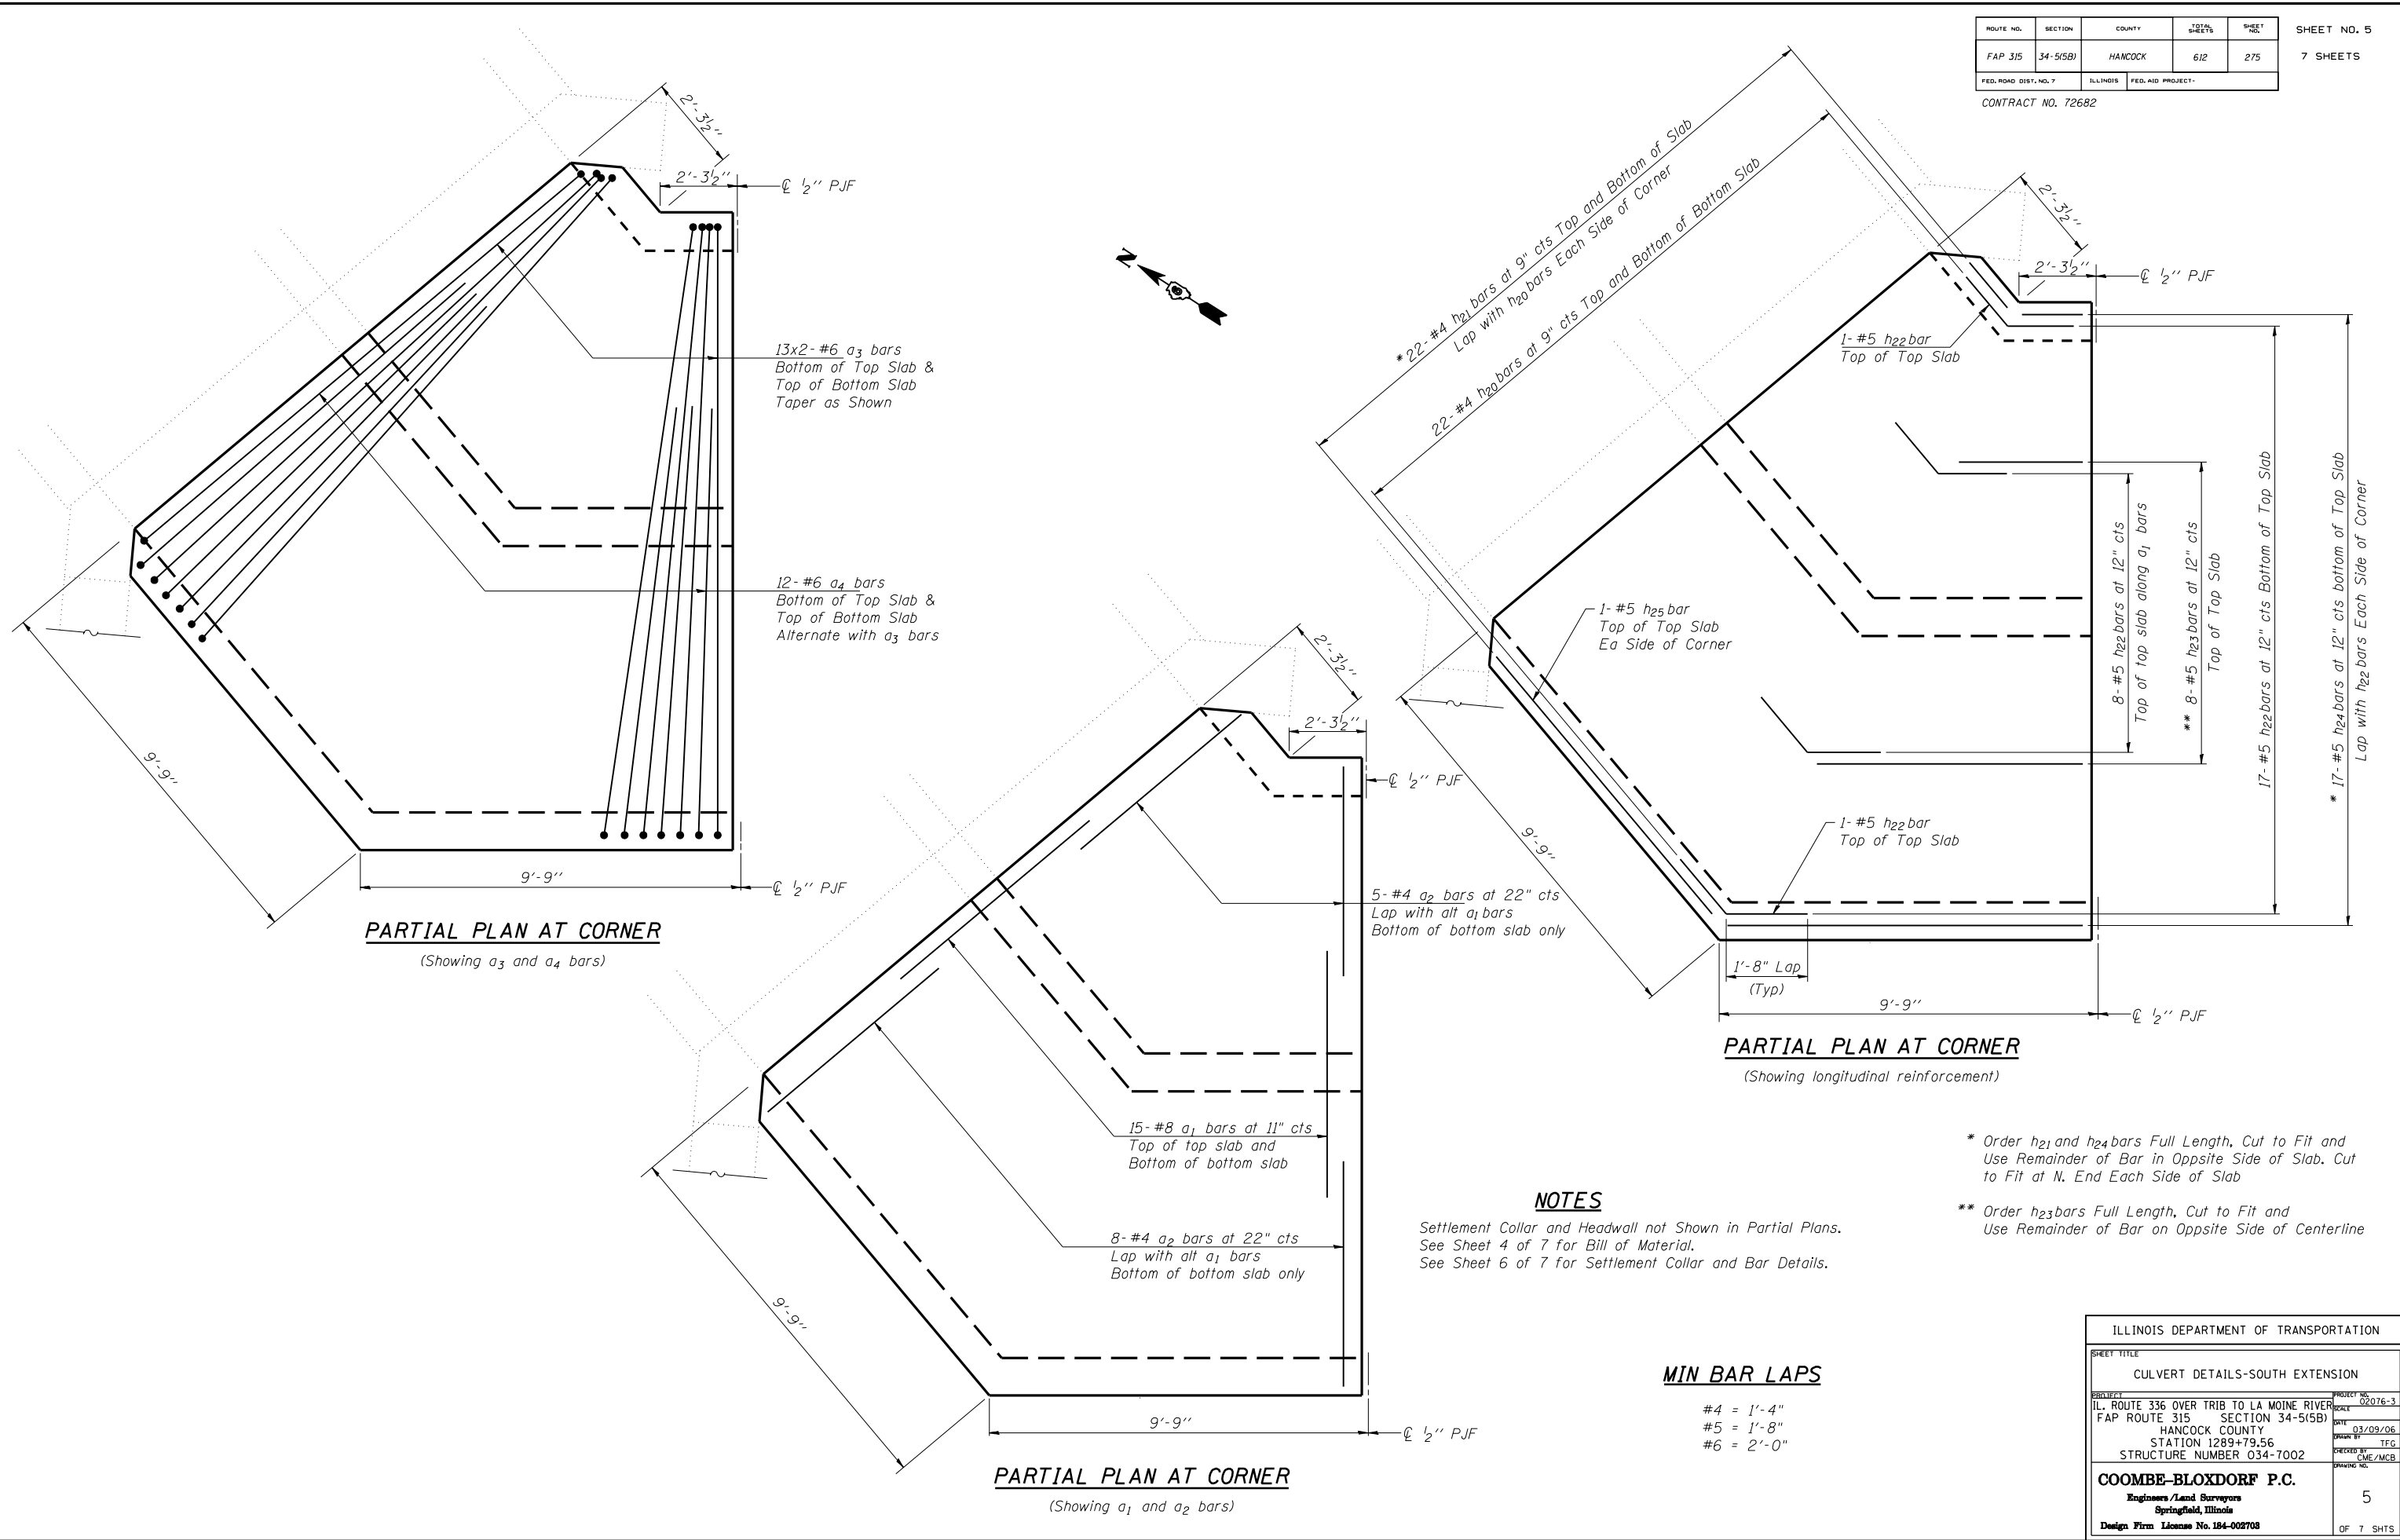 ROUTE NO. SECTION COUNTY TOTAL SHEETS SHEET NO.
FAP 315 34-5(5B) HANCOCK 612 275
FED. ROAD DIST. NO. 7 ILLINOIS FED. AID PROJECT-
CONTRACT NO. 72682
SHEET NO. 5
7 SHEETS
2'-3½''
2'-3½''
℄ ½'' PJF
13x2-#6 a3 bars
Bottom of Top Slab &
Top of Bottom Slab
Taper as Shown
12-#6 a4 bars
Bottom of Top Slab &
Top of Bottom Slab
Alternate with a3 bars
9'-9''
9'-9''
℄ ½'' PJF
PARTIAL PLAN AT CORNER
(Showing a3 and a4 bars)
N
2'-3½''
2'-3½''
℄ ½'' PJF
5-#4 a2 bars at 22" cts
Lap with alt a1 bars
Bottom of bottom slab only
15-#8 a1 bars at 11" cts
Top of top slab and
Bottom of bottom slab
8-#4 a2 bars at 22" cts
Lap with alt a1 bars
Bottom of bottom slab only
9'-9''
9'-9''
℄ ½'' PJF
PARTIAL PLAN AT CORNER
(Showing a1 and a2 bars)
* 22-#4 h21 bars at 9" cts Top and Bottom of Slab
Lap with h20 bars Each Side of Corner
22-#4 h20 bars at 9" cts Top and Bottom of Bottom Slab
2'-3½''
2'-3½''
℄ ½'' PJF
1-#5 h22 bar
Top of Top Slab
1-#5 h25 bar
Top of Top Slab
Ea Side of Corner
1-#5 h22 bar
Top of Top Slab
8-#5 h22 bars at 12" cts
Top of top slab along a1 bars
** 8-#5 h23 bars at 12" cts
Top of Top Slab
17-#5 h22 bars at 12" cts Bottom of Top Slab
* 17-#5 h24 bars at 12" cts bottom of Top Slab
Lap with h22 bars Each Side of Corner
9'-9''
1'-8" Lap
(Typ)
9'-9''
℄ ½'' PJF
PARTIAL PLAN AT CORNER
(Showing longitudinal reinforcement)
* Order h21 and h24 bars Full Length, Cut to Fit and
Use Remainder of Bar in Oppsite Side of Slab. Cut
to Fit at N. End Each Side of Slab
** Order h23 bars Full Length, Cut to Fit and
Use Remainder of Bar on Oppsite Side of Centerline
NOTES
Settlement Collar and Headwall not Shown in Partial Plans.
See Sheet 4 of 7 for Bill of Material.
See Sheet 6 of 7 for Settlement Collar and Bar Details.
MIN BAR LAPS
#4 = 1'-4"
#5 = 1'-8"
#6 = 2'-0"
ILLINOIS DEPARTMENT OF TRANSPORTATION
SHEET TITLE
CULVERT DETAILS-SOUTH EXTENSION
PROJECT
IL. ROUTE 336 OVER TRIB TO LA MOINE RIVER
FAP ROUTE 315 SECTION 34-5(5B)
HANCOCK COUNTY
STATION 1289+79.56
STRUCTURE NUMBER 034-7002
PROJECT NO.
02076-3
SCALE
DATE
03/09/06
DRAWN BY
TFG
CHECKED BY
CME/MCB
DRAWING NO.
5
OF 7 SHTS
COOMBE-BLOXDORF P.C.
Engineers/Land Surveyors
Springfield, Illinois
Design Firm License No. 184-002703